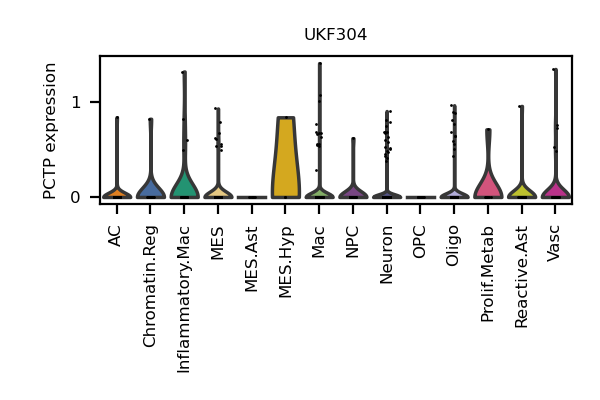 UKF304
PCTP expression
1
0
AC
Chromatin.Reg
Inflammatory.Mac
MES
MES.Ast
MES.Hyp
Mac
NPC
Neuron
OPC
Oligo
Prolif.Metab
Reactive.Ast
Vasc